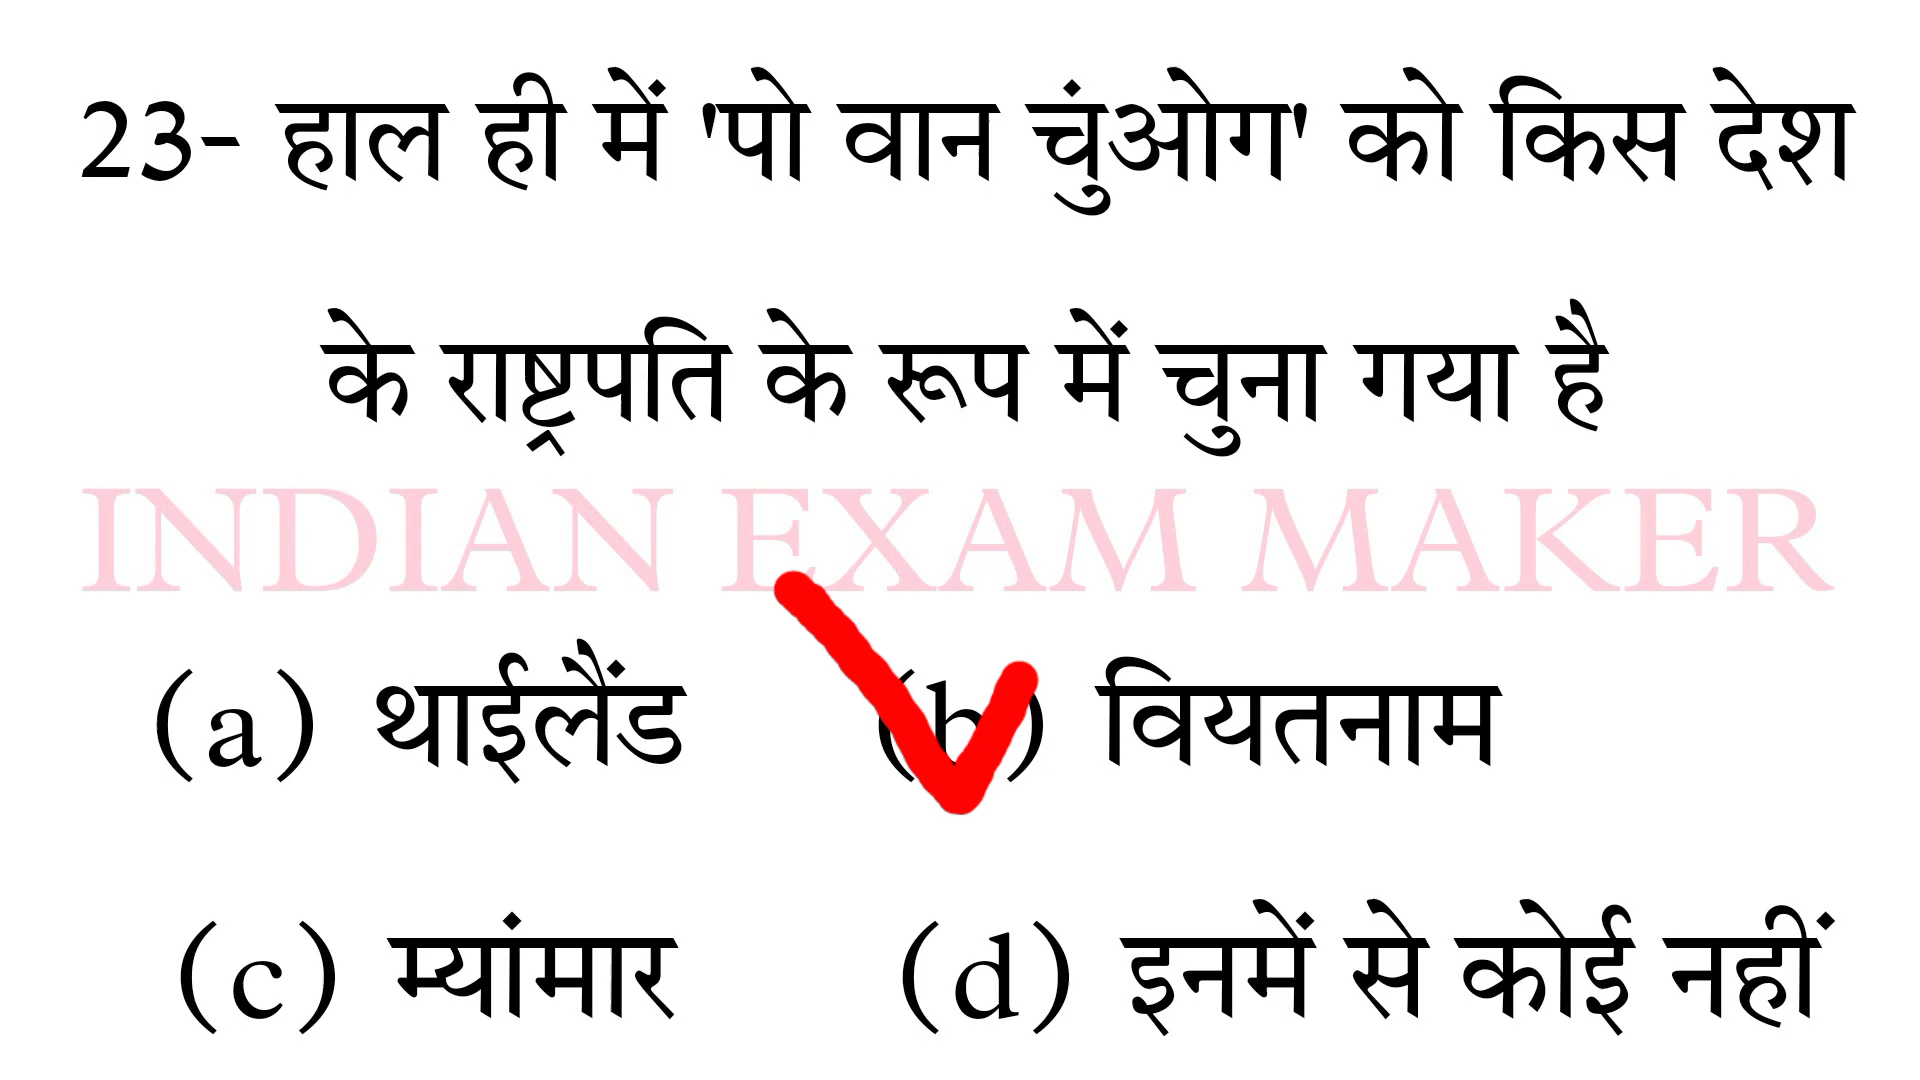 23- हाल ही में 'पो वान चुंओग' को किस देश
के राष्ट्रपति के रूप में चुना गया है
INDIAN EXAM MAKER
(a) थाईलैंड (b) वियतनाम
(c) म्यांमार (d) इनमें से कोई नहीं